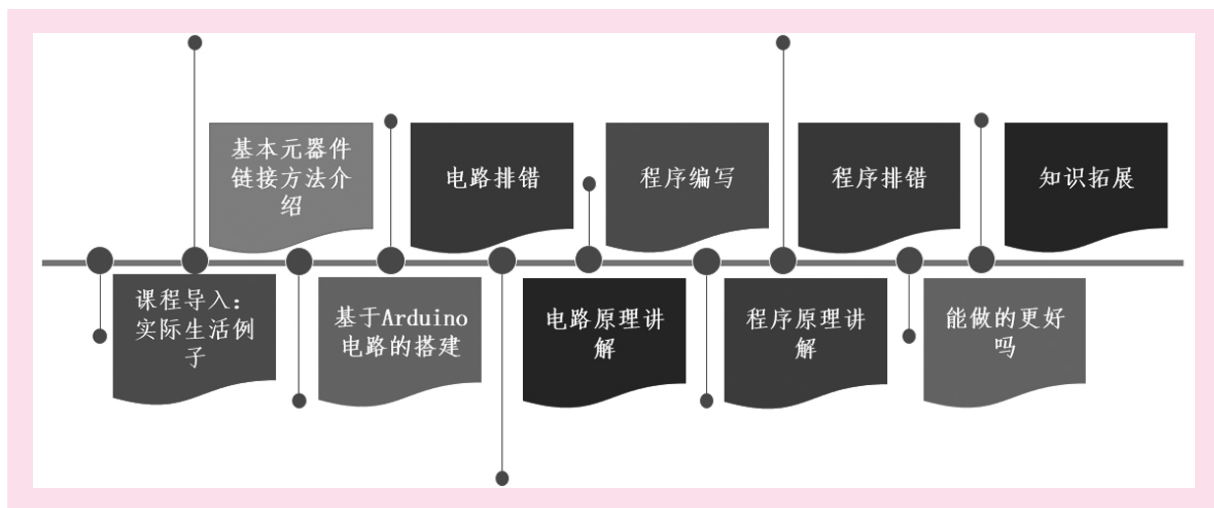 基本元器件
链接方法介
绍
电路排错
程序编写
程序排错
知识拓展
课程导入：
实际生活例
子
基于Arduino
电路的搭建
电路原理讲
解
程序原理讲
解
能做的更好
吗